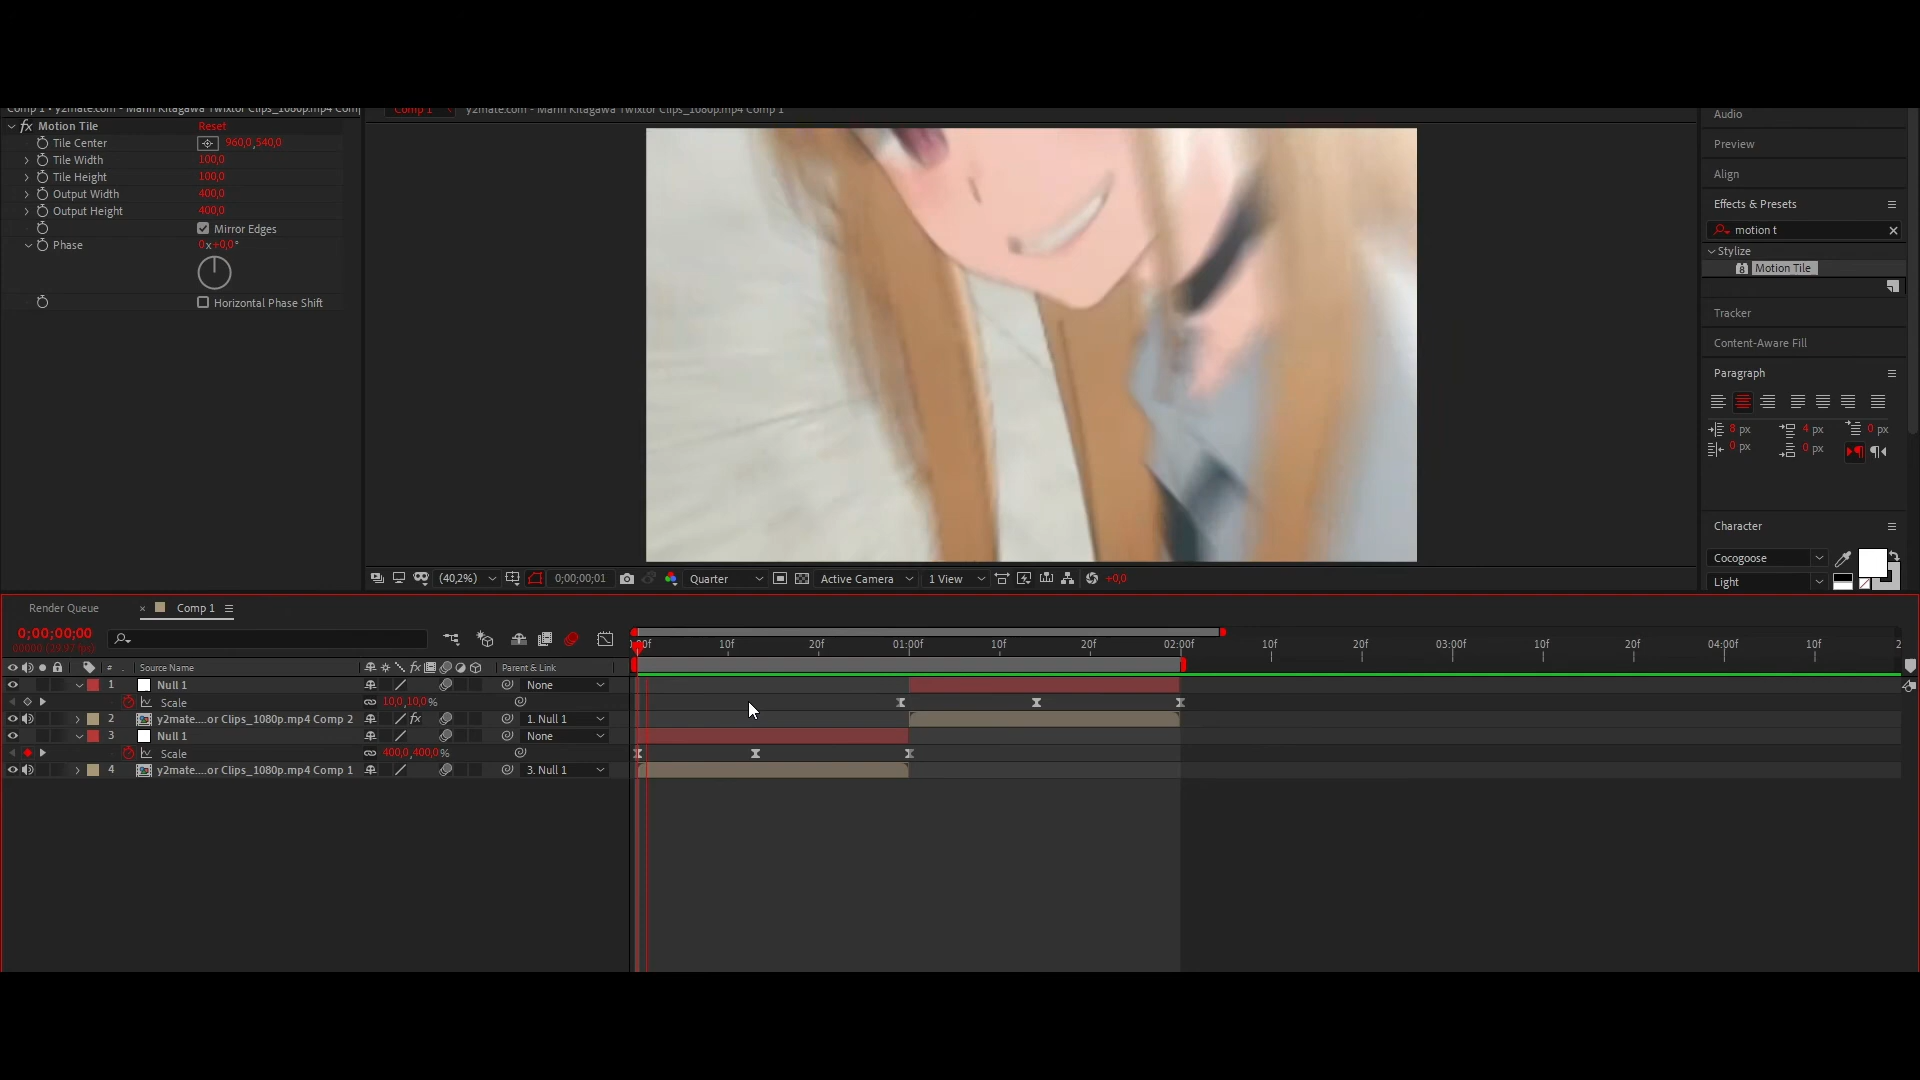 Comp 1 • y2mate.com - Marin Kitagawa Twixtor Clips_1080p.mp4 Comp
Comp 1
y2mate.com - Marin Kitagawa Twixtor Clips_1080p.mp4 Comp 1
fx Motion Tile Reset
Tile Center 960,0,540,0
Tile Width 100,0
Tile Height 100,0
Output Width 400,0
Output Height 400,0
Mirror Edges
Phase 0x+0,0°
Horizontal Phase Shift
Audio
Preview
Align
Effects & Presets
motion t
Stylize
Motion Tile
Tracker
Content-Aware Fill
Paragraph
8 px 4 px 0 px
0 px 0 px
Character
Cocogoose
Light
(40,2%) 0;00;00;01 Quarter Active Camera 1 View +0,0
Render Queue × Comp 1
0;00;00;00
:00f 10f 20f 01:00f 10f 20f 02:00f 10f 20f 03:00f 10f 20f 04:00f 10f 2
# Source Name fx Parent & Link
1 Null 1 None
Scale 10,0,10,0%
2 y2mate....or Clips_1080p.mp4 Comp 2 fx 1. Null 1
3 Null 1 None
Scale 400,0,400,0%
4 y2mate....or Clips_1080p.mp4 Comp 1 3. Null 1